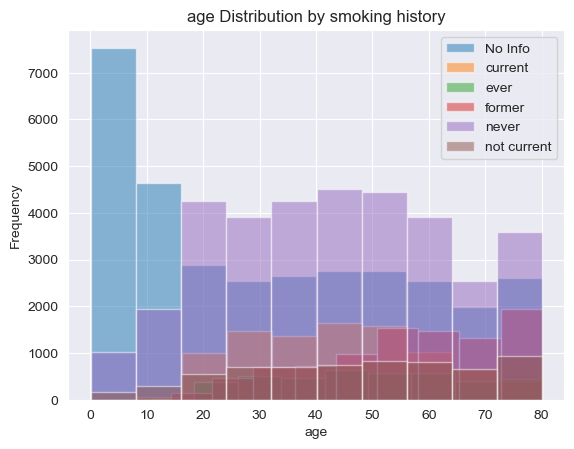 age Distribution by smoking history
No Info
current
ever
former
never
not current
Frequency
7000
6000
5000
4000
3000
2000
1000
0
0 10 20 30 40 50 60 70 80
age